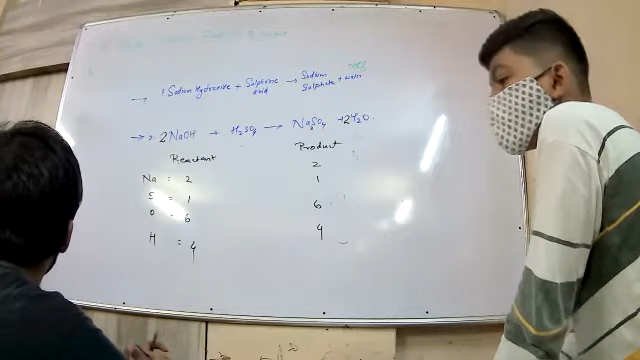 → 1 Sodium Hydroxide + Sulphuric acid → Sodium Sulphate + water
→ 2NaOH + H2SO4 → Na2SO4 + 2H2O.
Reactant Product
Na = 2 2
S = 1 1
O = 6 6
H = 4 4